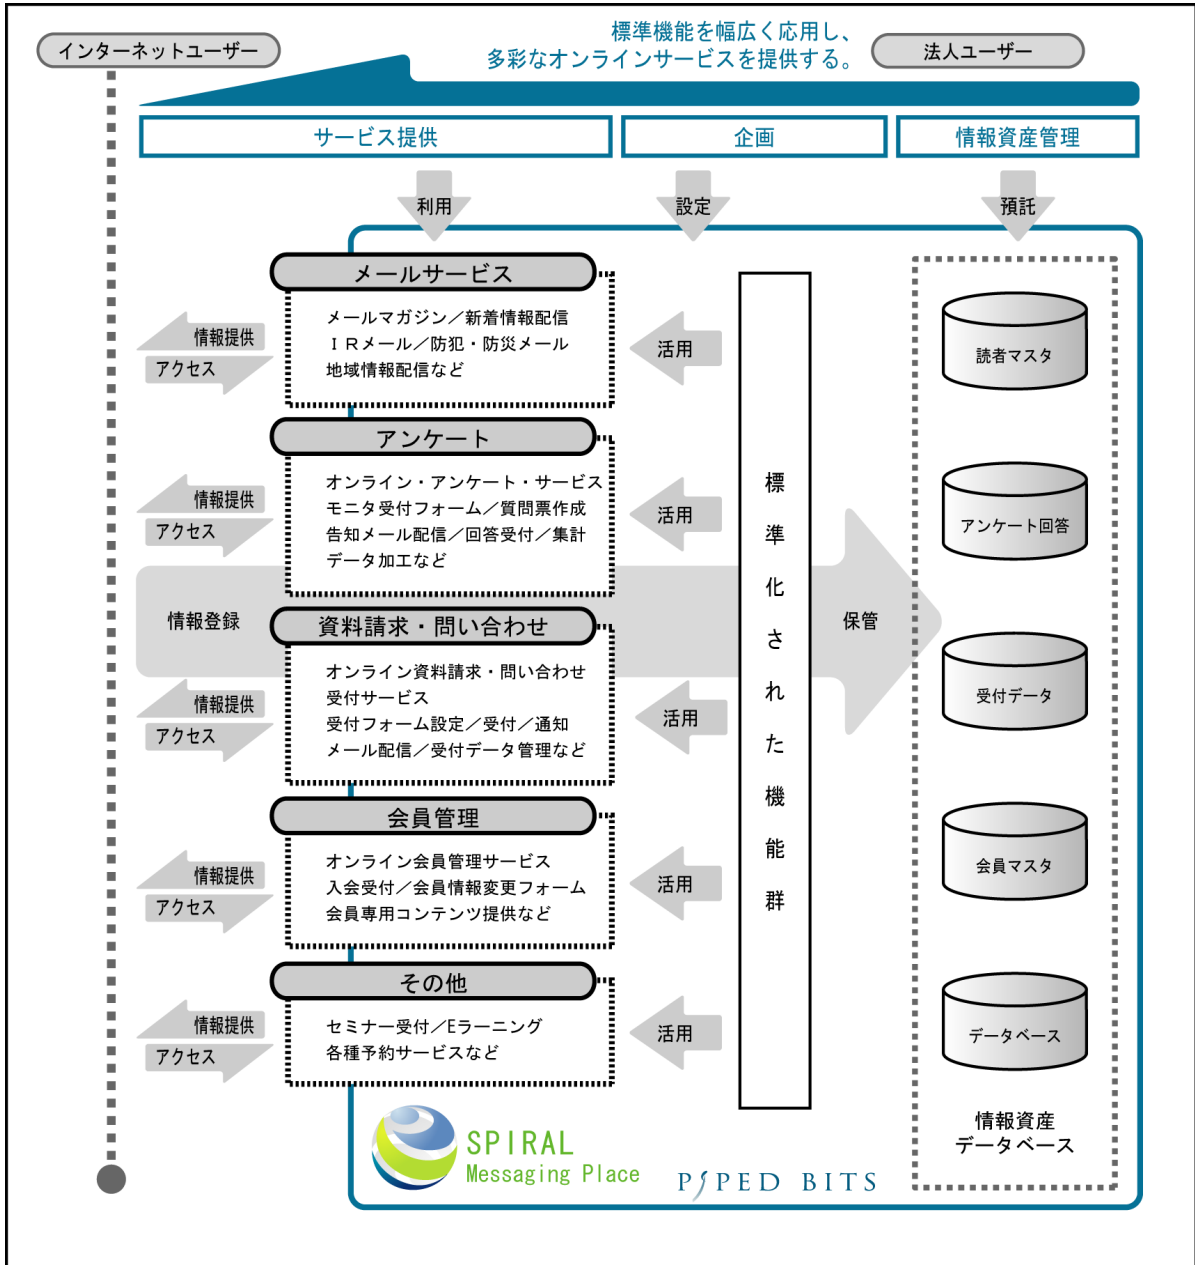 インターネットユーザー
標準機能を幅広く応用し、
多彩なオンラインサービスを提供する。
法人ユーザー
サービス提供
企画
情報資産管理
利用
設定
預託
メールサービス
メールマガジン／新着情報配信
ＩＲメール／防犯・防災メール
地域情報配信など
情報提供
アクセス
活用
読者マスタ
アンケート
オンライン・アンケート・サービス
モニタ受付フォーム／質問票作成
告知メール配信／回答受付／集計
データ加工など
情報提供
アクセス
活用
アンケート回答
標準化された機能群
情報登録
保管
資料請求・問い合わせ
オンライン資料請求・問い合わせ
受付サービス
受付フォーム設定／受付／通知
メール配信／受付データ管理など
情報提供
アクセス
活用
受付データ
会員管理
オンライン会員管理サービス
入会受付／会員情報変更フォーム
会員専用コンテンツ提供など
情報提供
アクセス
活用
会員マスタ
その他
セミナー受付／Eラーニング
各種予約サービスなど
情報提供
アクセス
活用
データベース
情報資産
データベース
SPIRAL
Messaging Place
PIPED BITS